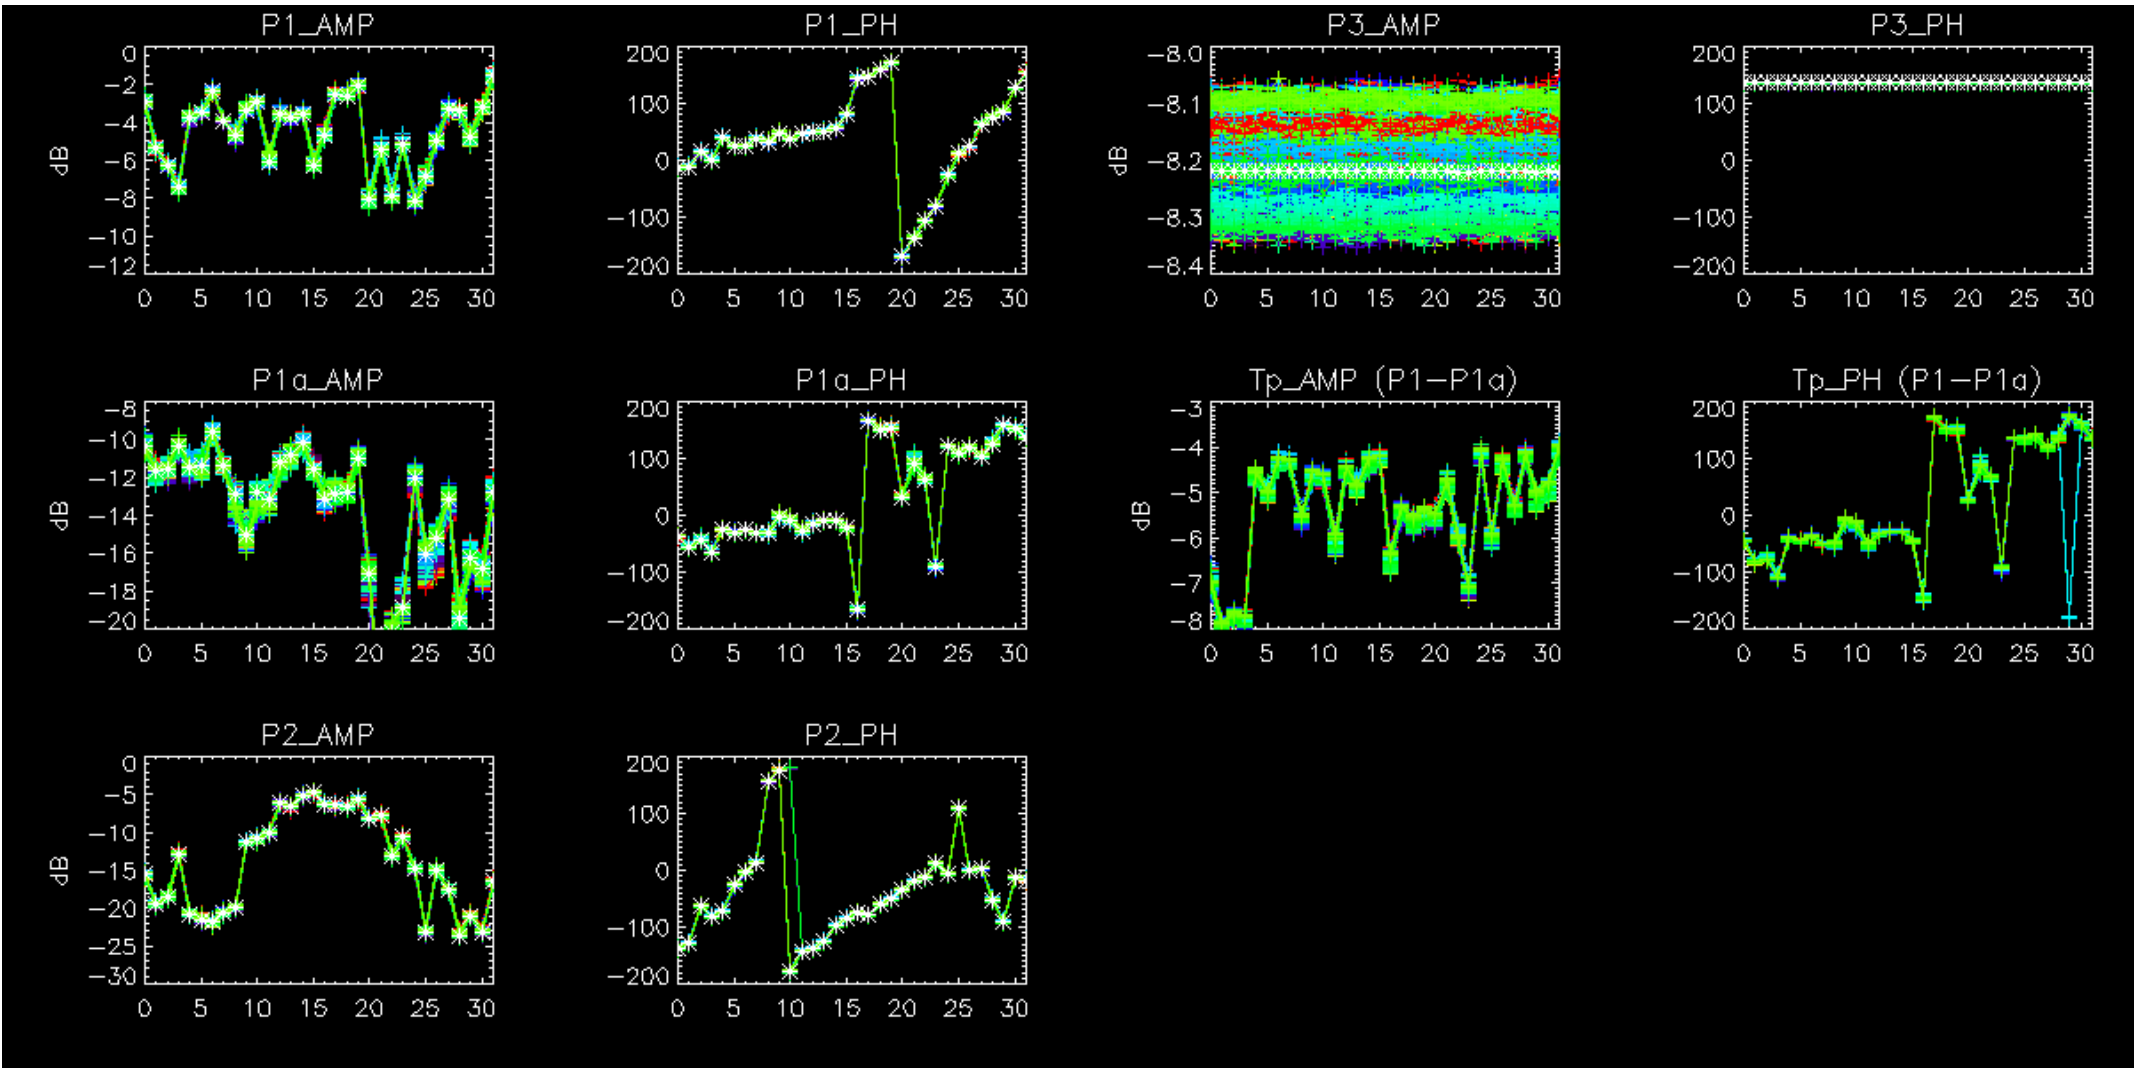 P1_AMP P1_PH P3_AMP P3_PH
0 200 -8.0 200
-2 100 -8.1 100
-4 0 -8.2 0
-6 -100 -8.3 -100
-8 -200 -8.4 -200
-10
-12
dB dB
0 5 10 15 20 25 30 0 5 10 15 20 25 30 0 5 10 15 20 25 30 0 5 10 15 20 25 30
P1a_AMP P1a_PH Tp_AMP (P1-P1a) Tp_PH (P1-P1a)
-8 200 -3 200
-10 100 -4 100
-12 0 -5 0
-14 -100 -6 -100
-16 -200 -7 -200
-18 -8
-20
dB dB
0 5 10 15 20 25 30 0 5 10 15 20 25 30 0 5 10 15 20 25 30 0 5 10 15 20 25 30
P2_AMP P2_PH
0 200
-5 100
-10 0
-15 -100
-20 -200
-25
-30
dB
0 5 10 15 20 25 30 0 5 10 15 20 25 30